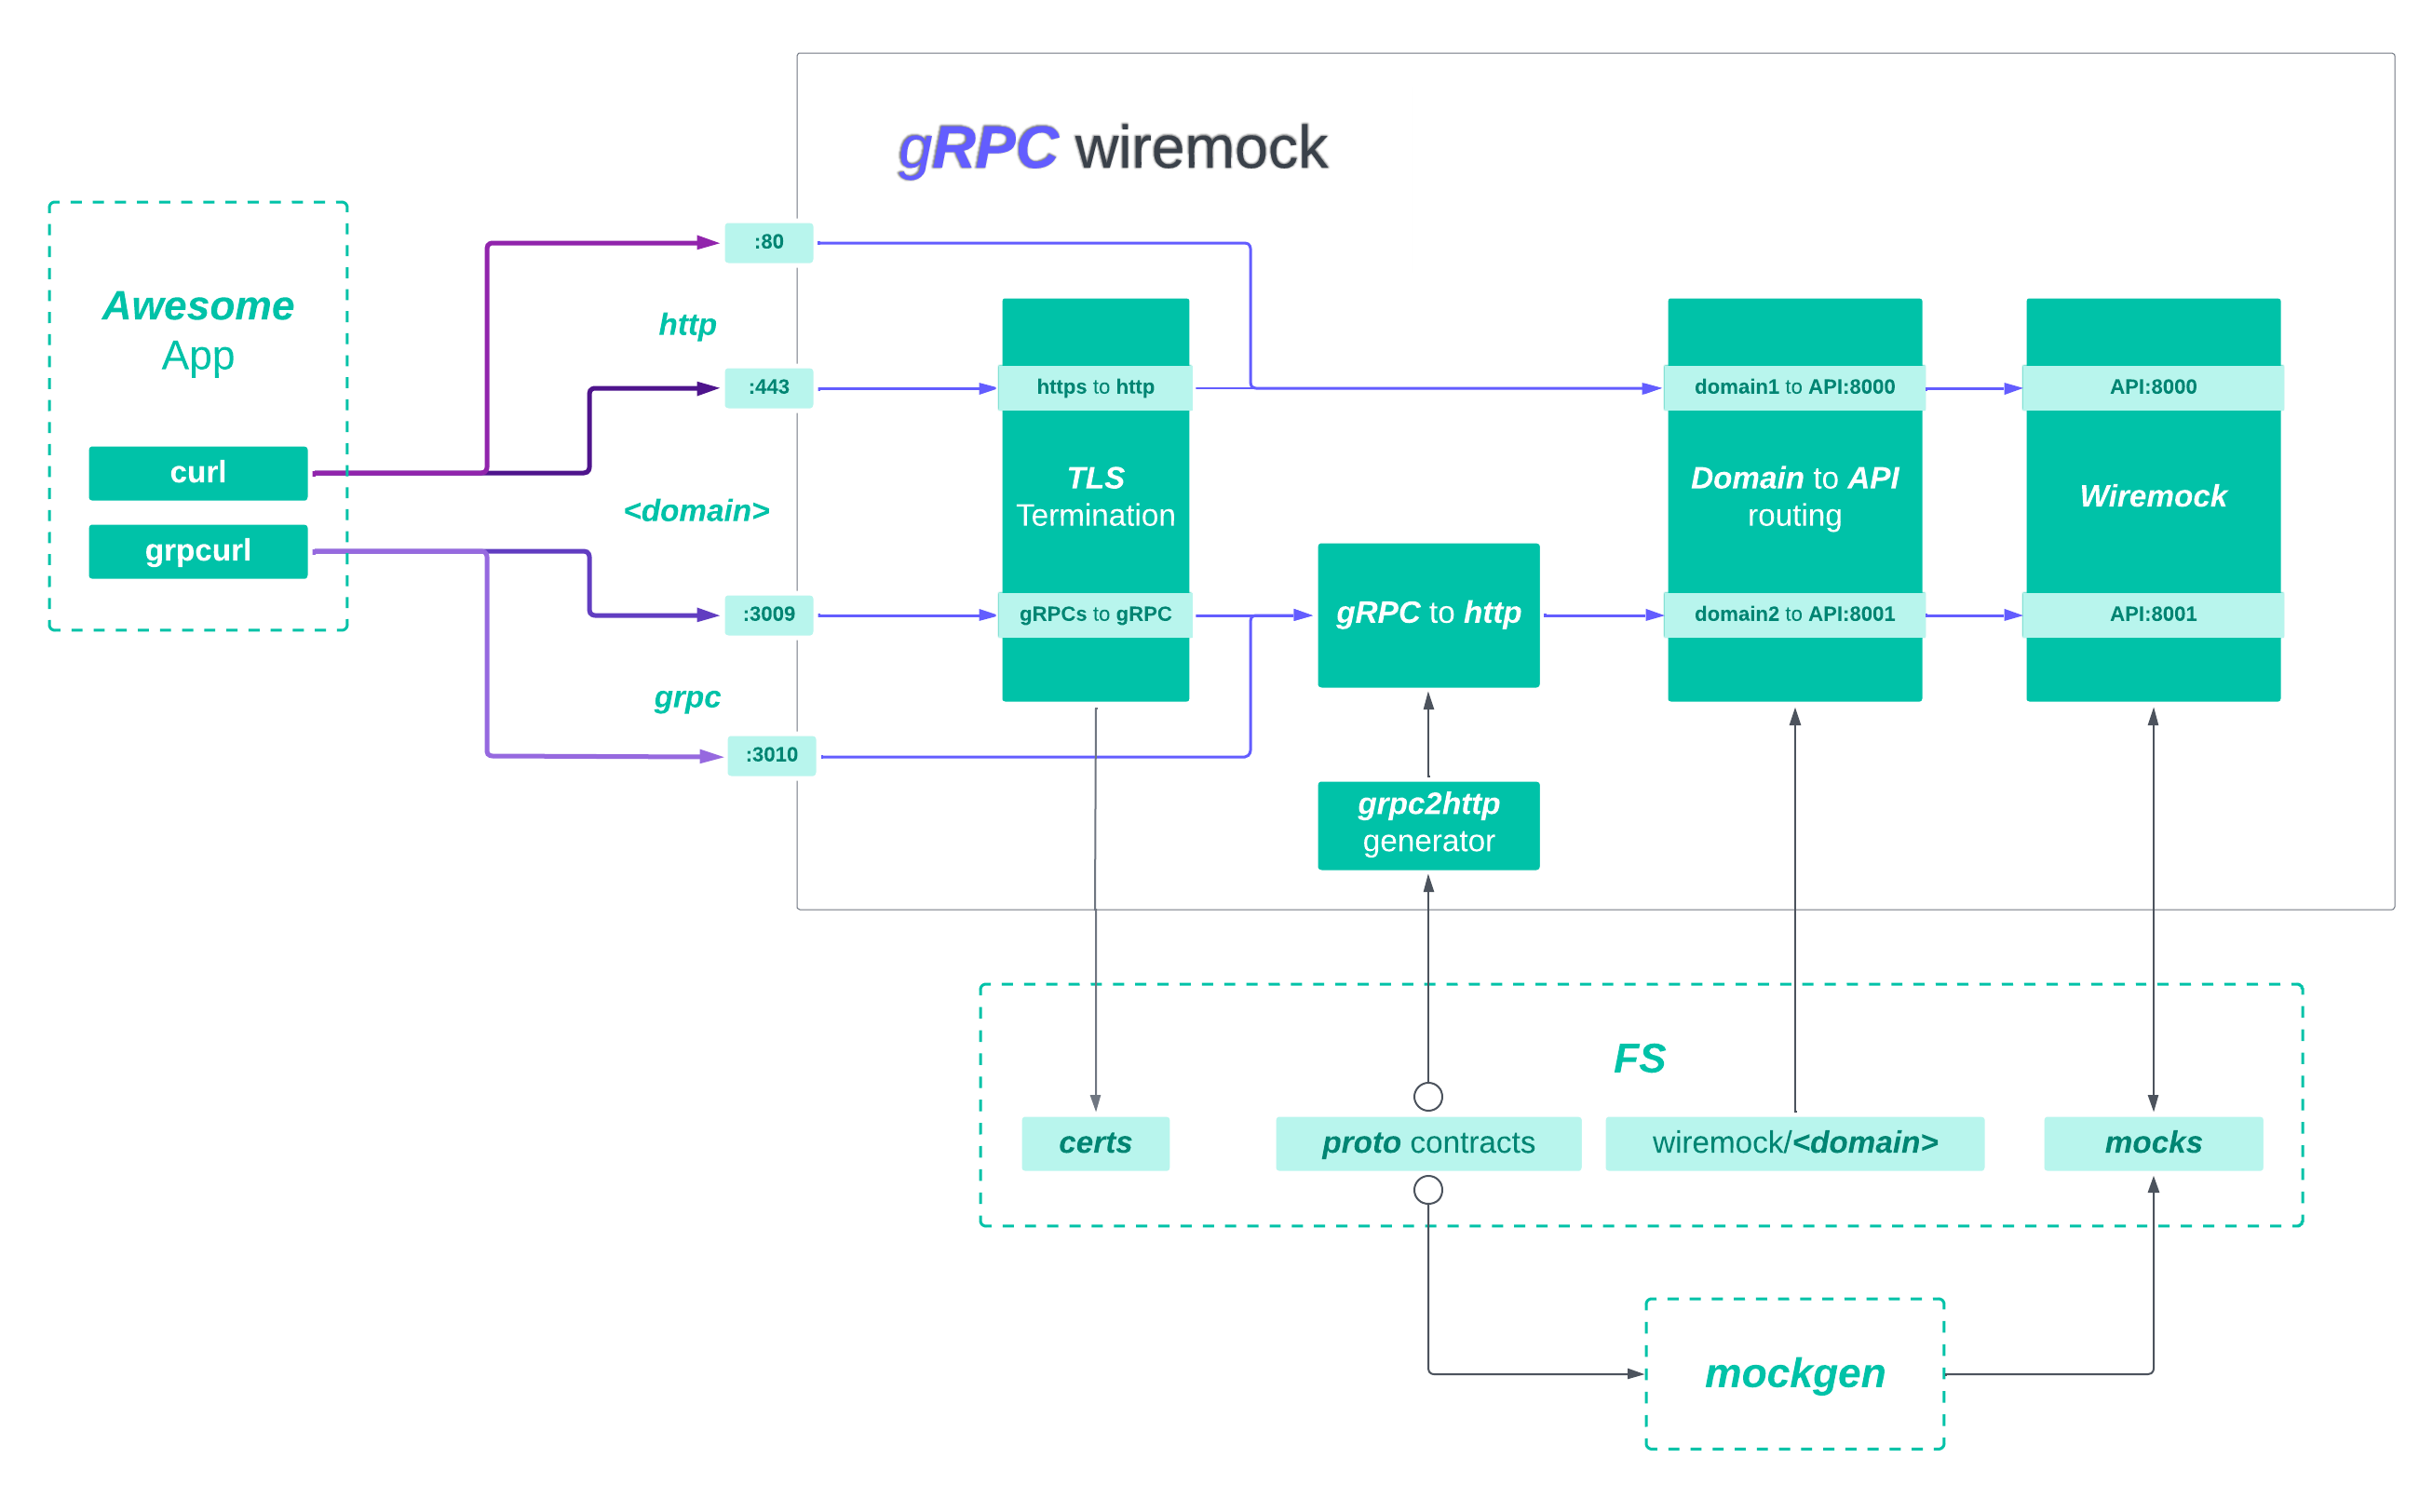 gRPC wiremock
Awesome
App
curl
grpcurl
:80
http
:443
<domain>
:3009
grpc
:3010
https to http
TLS
Termination
gRPCs to gRPC
gRPC to http
grpc2http
generator
domain1 to API:8000
Domain to API
routing
domain2 to API:8001
API:8000
Wiremock
API:8001
FS
certs
proto contracts
wiremock/<domain>
mocks
mockgen